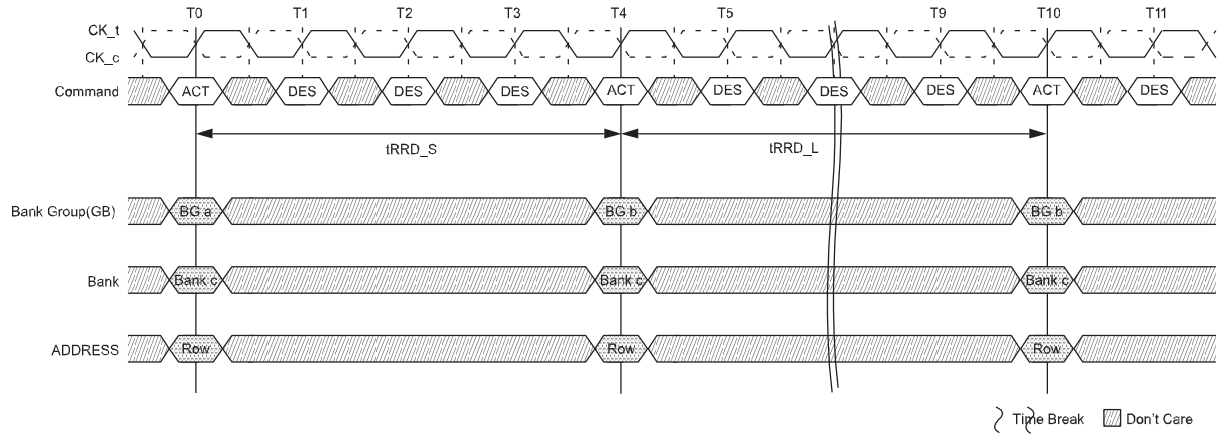 T0 T1 T2 T3 T4 T5 T9 T10 T11
CK_t
CK_c
Command ACT DES DES DES ACT DES DES DES ACT DES
tRRD_S tRRD_L
Bank Group(GB) BG a BG b BG b
Bank Bank c Bank c Bank c
ADDRESS Row Row Row
Time Break Don't Care